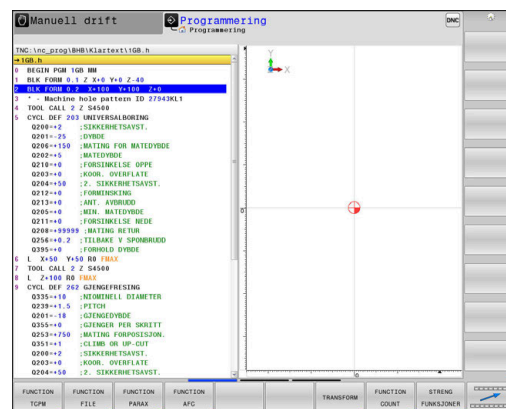 Manuell drift
Programmering
Programmering
DNC
TNC:\nc_prog\BHB\Klartext\1GB.h
→1GB.h
0 BEGIN PGM 1GB MM
1 BLK FORM 0.1 Z X+0 Y+0 Z-40
2 BLK FORM 0.2 X+100 Y+100 Z+0
3 * - Machine hole pattern ID 27943KL1
4 TOOL CALL 2 Z S4500
5 CYCL DEF 203 UNIVERSALBORING
Q200=+2 ;SIKKERHETSAVST.
Q201=-25 ;DYBDE
Q206=+150 ;MATING FOR MATEDYBDE
Q202=+5 ;MATEDYBDE
Q210=+0 ;FORSINKELSE OPPE
Q203=+0 ;KOOR. OVERFLATE
Q204=+50 ;2. SIKKERHETSAVST.
Q212=+0 ;FORMINSKING
Q213=+0 ;ANT. AVBRUDD
Q205=+0 ;MIN. MATEDYBDE
Q211=+0 ;FORSINKELSE NEDE
Q208=+99999 ;MATING RETUR
Q256=+0.2 ;TILBAKE V SPONBRUDD
Q395=+0 ;FORHOLD DYBDE
6 L X+50 Y+50 R0 FMAX
7 TOOL CALL 2 Z S4500
8 L Z+100 R0 FMAX
9 CYCL DEF 262 GJENGEFRESING
Q335=+10 ;NIOMINELL DIAMETER
Q239=+1.5 ;PITCH
Q201=-18 ;GJENGEDYBDE
Q355=+0 ;GJENGER PER SKRITT
Q253=+750 ;MATING FORPOSISJON.
Q351=+1 ;CLIMB OR UP-CUT
Q200=+2 ;SIKKERHETSAVST.
Q203=+0 ;KOOR. OVERFLATE
Q204=+50 ;2. SIKKERHETSAVST.
Y
X
0
0
FUNCTION TCPM
FUNCTION FILE
FUNCTION PARAX
FUNCTION AFC
TRANSFORM
FUNCTION COUNT
STRENG FUNKSJONER